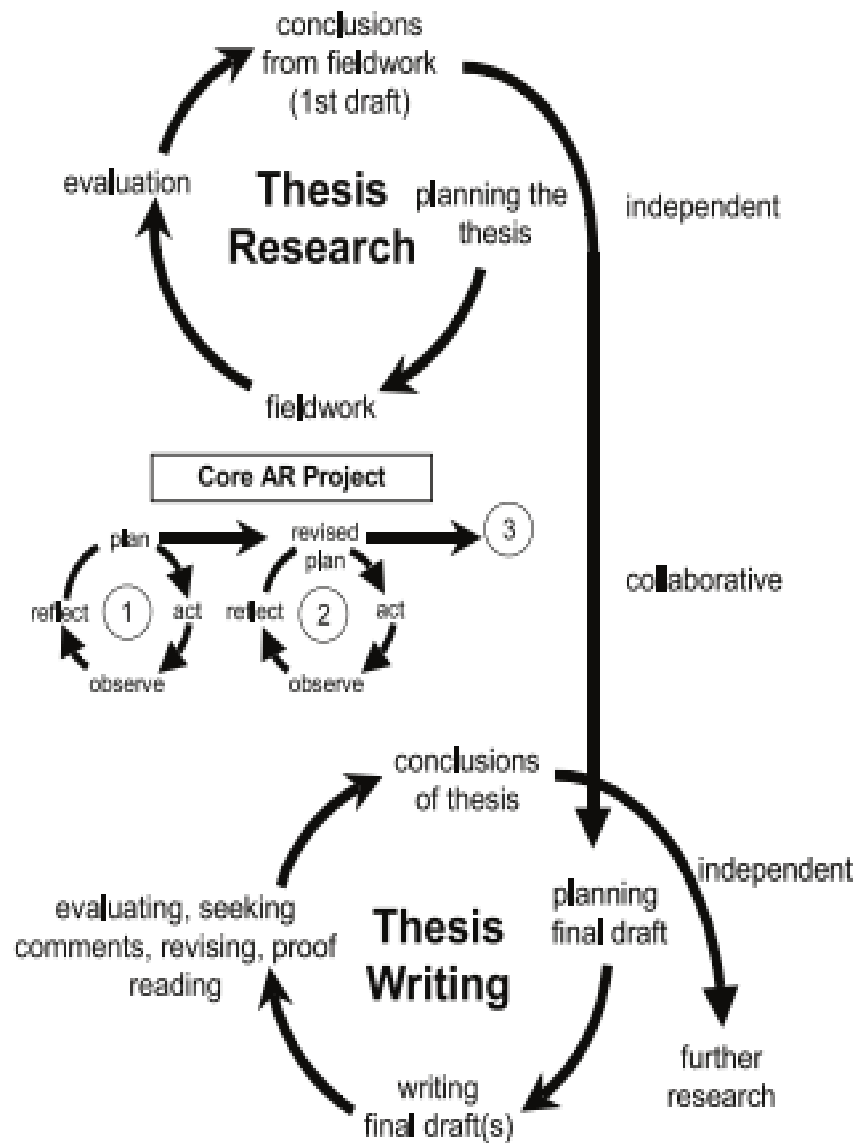 conclusions
from fieldwork
(1st draft)
evaluation
Thesis
Research
planning the
thesis
independent
fieldwork
Core AR Project
plan
reflect
1
act
observe
revised
plan
reflect
2
act
observe
3
collaborative
conclusions
of thesis
independent
evaluating, seeking
comments, revising, proof
reading
Thesis
Writing
planning
final draft
writing
final draft(s)
further
research